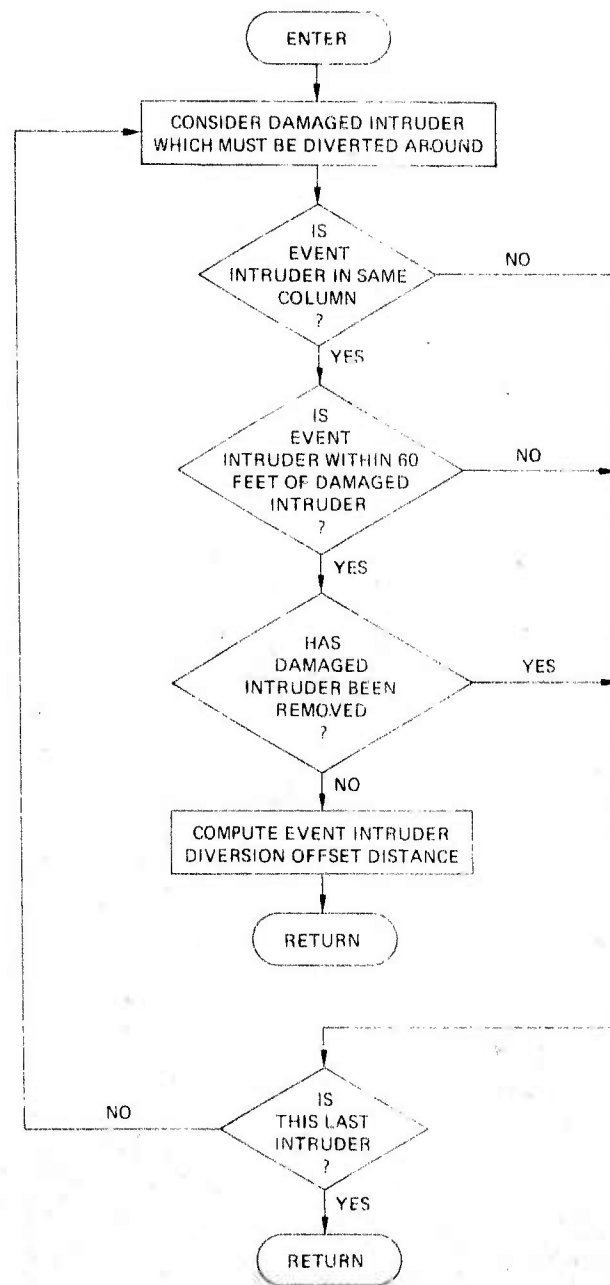 ENTER
CONSIDER DAMAGED INTRUDER
WHICH MUST BE DIVERTED AROUND
IS
EVENT
INTRUDER IN SAME
COLUMN
?
NO
YES
IS
EVENT
INTRUDER WITHIN 60
FEET OF DAMAGED
INTRUDER
?
NO
YES
HAS
DAMAGED
INTRUDER BEEN
REMOVED
?
YES
NO
COMPUTE EVENT INTRUDER
DIVERSION OFFSET DISTANCE
RETURN
IS
THIS LAST
INTRUDER
?
NO
YES
RETURN